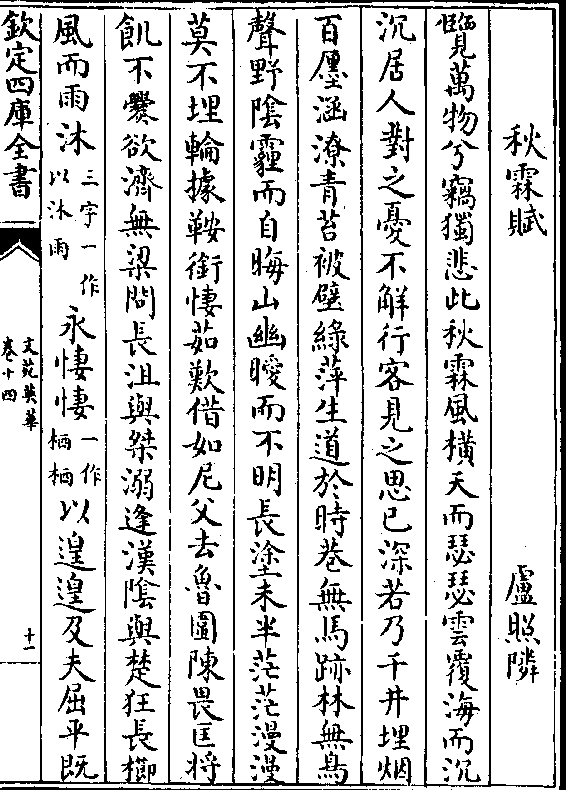 秋霖賦　盧照隣
覽萬物兮竊獨悲此秋霖風横天而瑟瑟雲覆海而沉
沉居人對之憂不解行客見之思已深若乃千井埋烟
百廛涵潦青苔被壁綠萍生道於時巷無馬跡林無鳥
聲野陰霾而自晦山幽曖而不明長塗未半茫茫漫漫
莫不埋輪據鞍銜悽茹歎借如尼父去魯圍陳畏匡將
飢不爨欲濟無梁問長沮與桀溺逢漢陰與楚狂長櫛
風而雨沐三字一作以沐雨永悽悽一作栖栖以遑遑及夫屈平既
欽定四庫全書
文苑英華
卷十四
十一